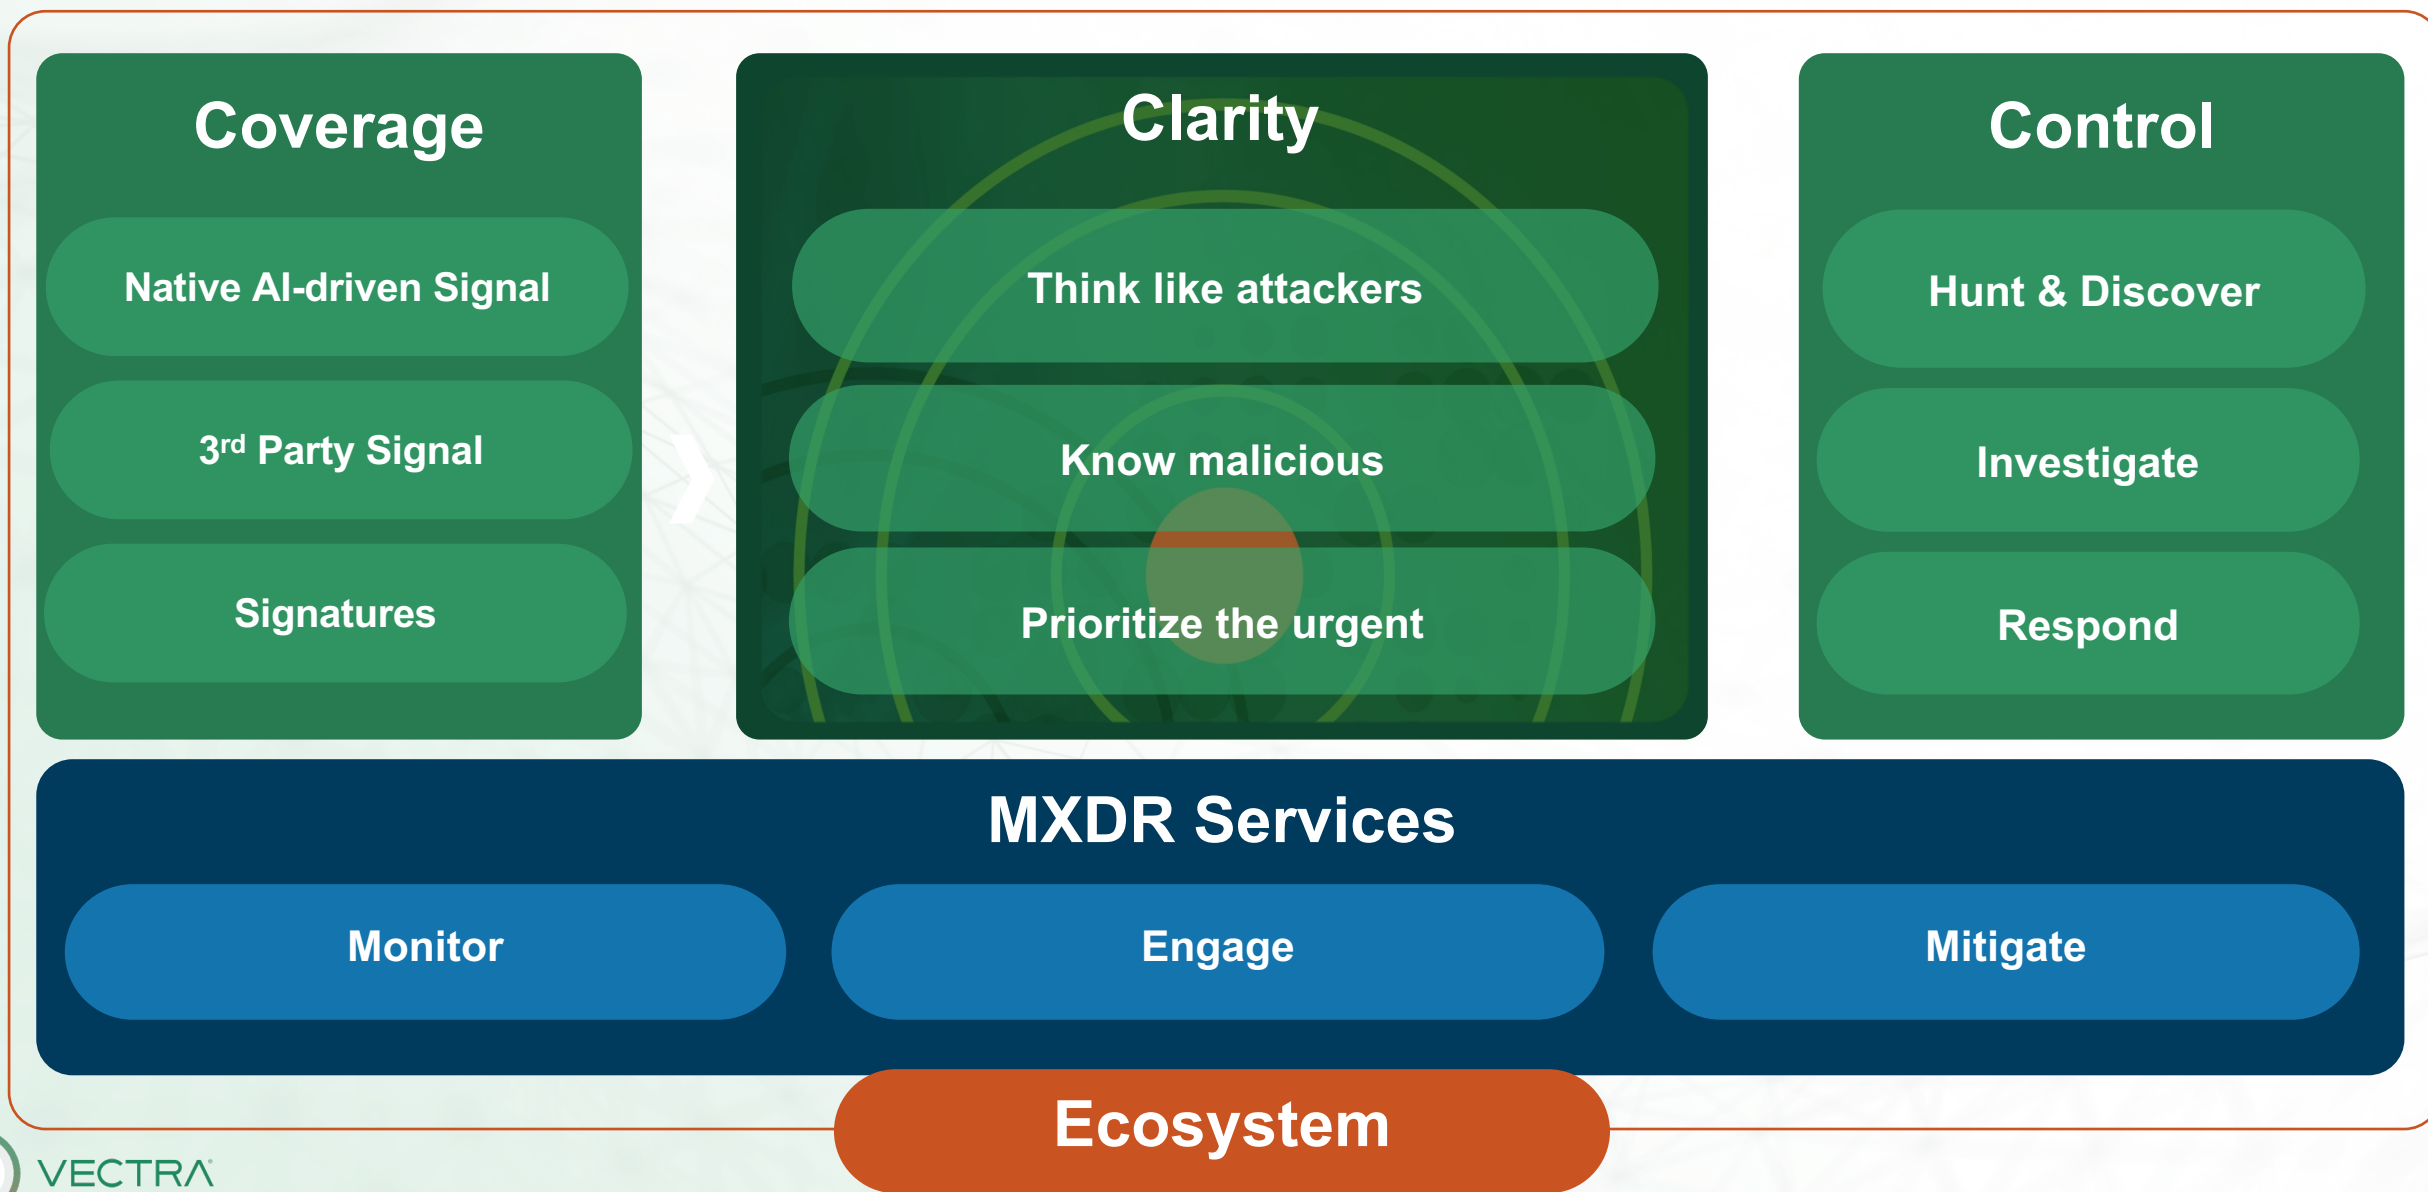 Coverage
Native AI-driven Signal
3rd Party Signal
Signatures
Clarity
Think like attackers
Know malicious
Prioritize the urgent
Control
Hunt & Discover
Investigate
Respond
MXDR Services
Monitor
Engage
Mitigate
Ecosystem
VECTRA